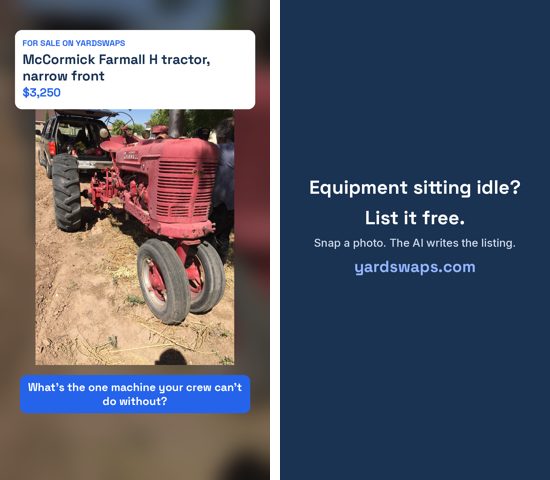 FOR SALE ON YARDSWAPS
McCormick Farmall H tractor,
narrow front
$3,250
What's the one machine your crew can't
do without?
Equipment sitting idle?
List it free.
Snap a photo. The AI writes the listing.
yardswaps.com